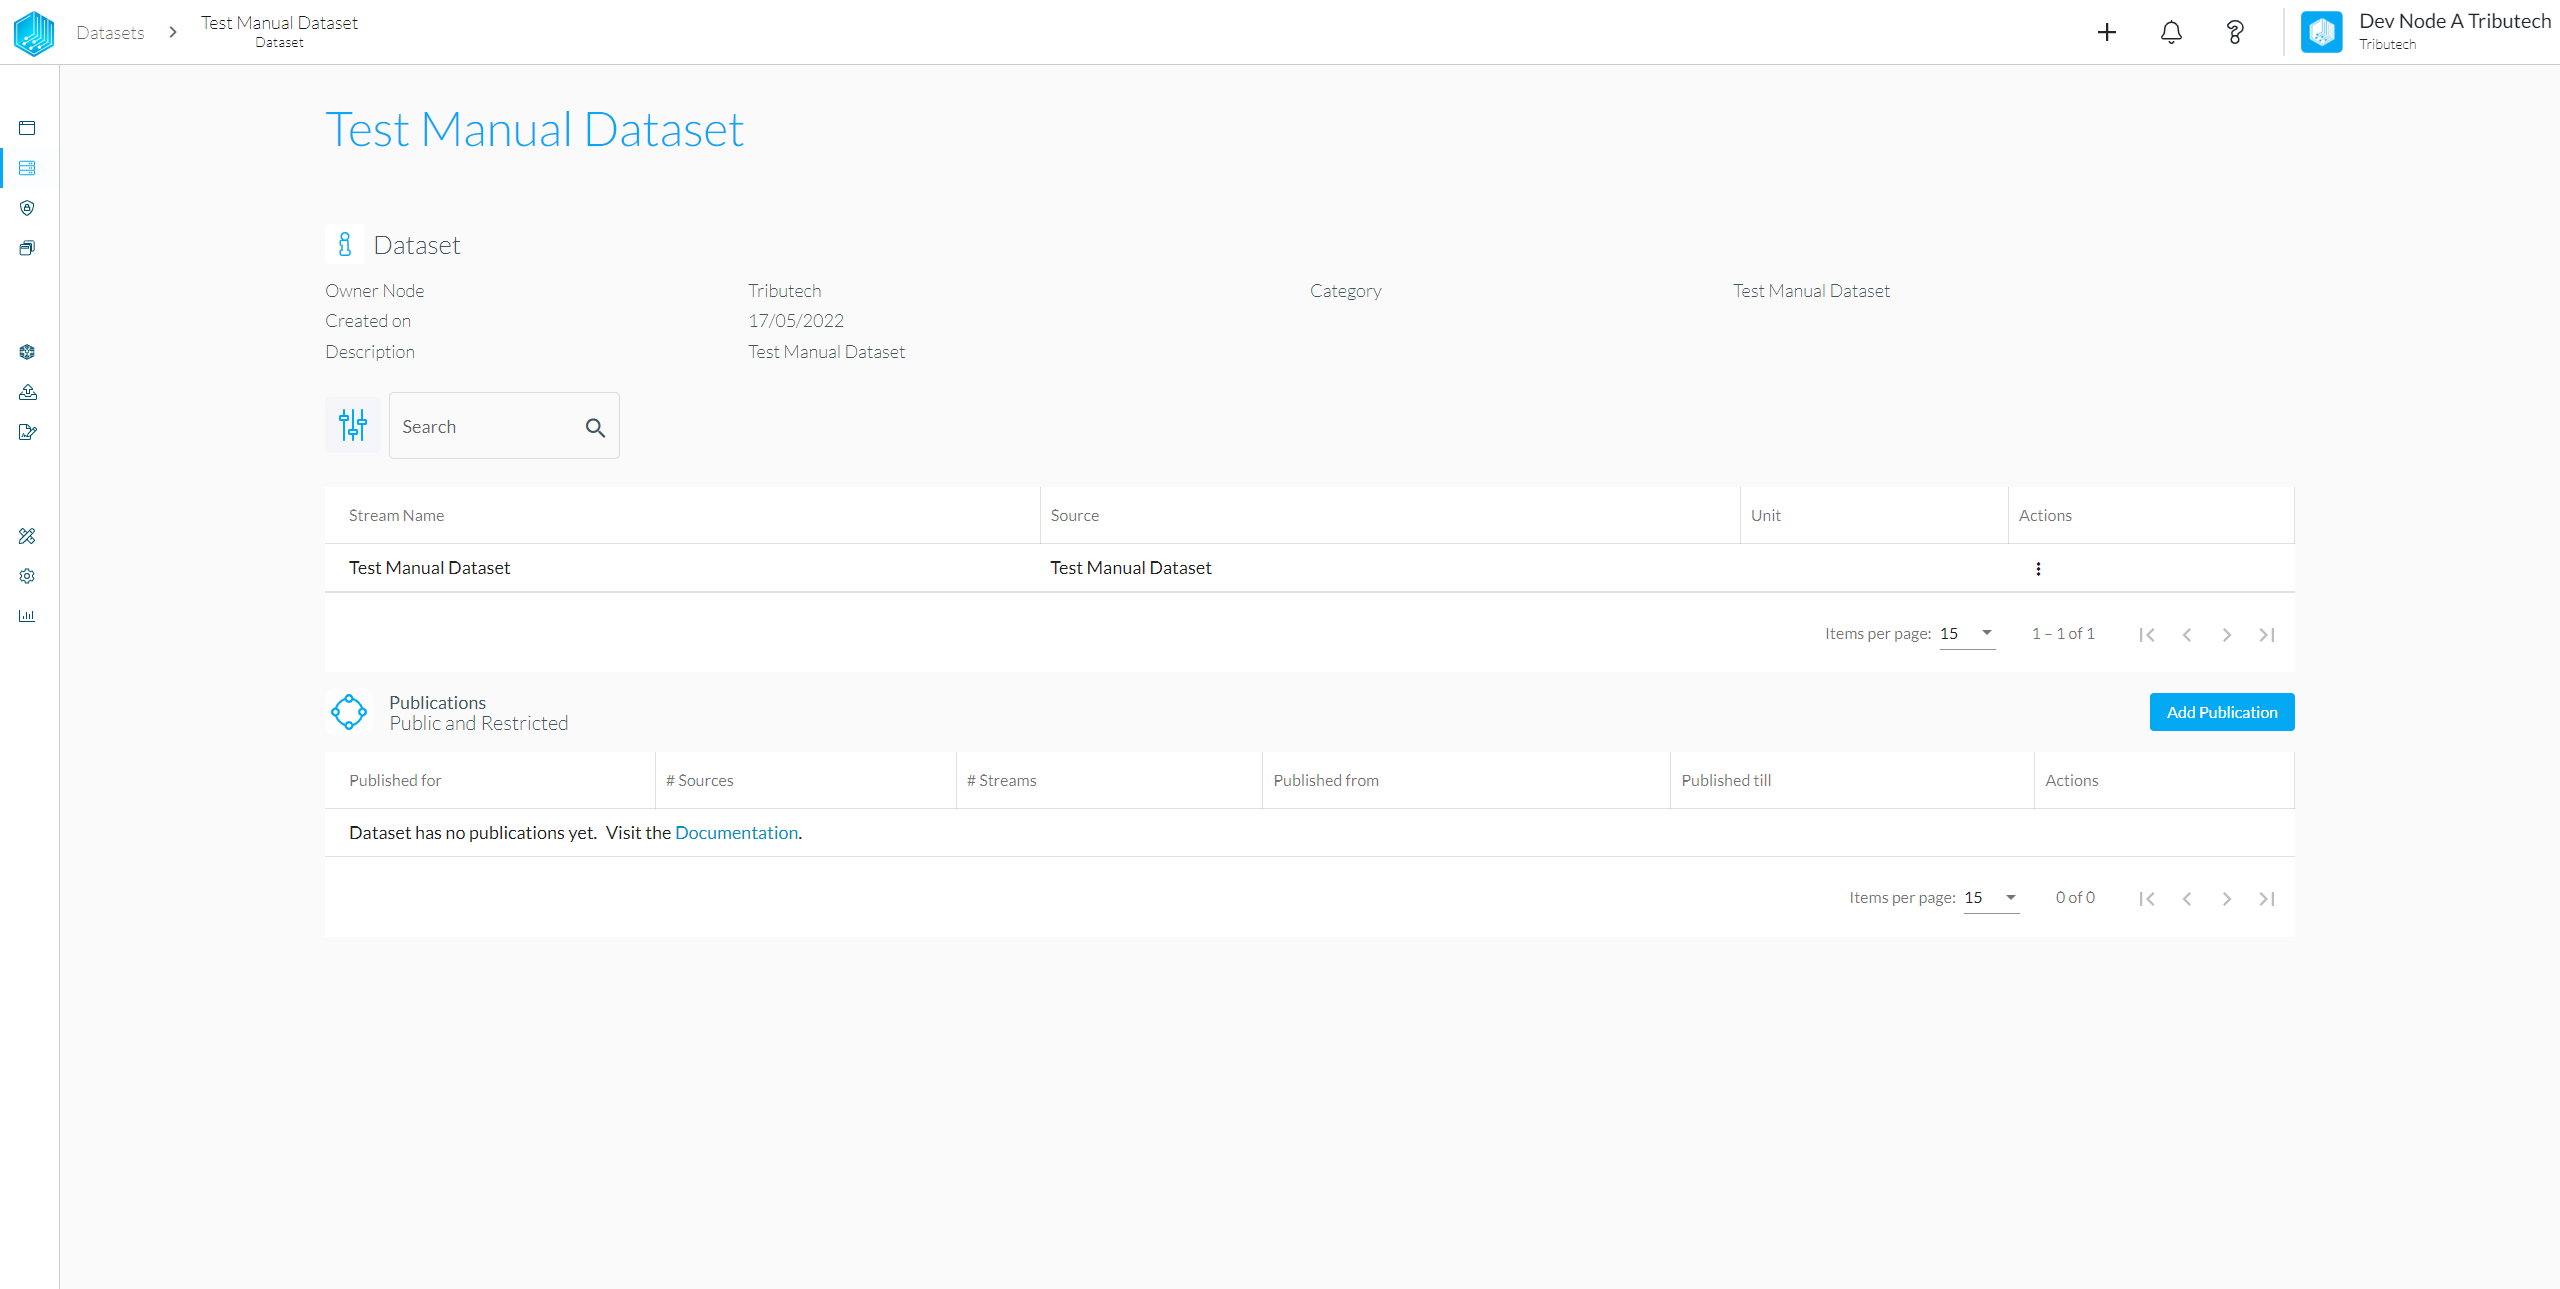 Datasets
Test Manual Dataset
Dataset
Dev Node A Tributech
Tributech
Test Manual Dataset
Dataset
Owner Node Tributech Category Test Manual Dataset
Created on 17/05/2022
Description Test Manual Dataset
Search
Stream Name Source Unit Actions
Test Manual Dataset Test Manual Dataset
Items per page: 15 1 – 1 of 1
Publications
Public and Restricted
Add Publication
Published for # Sources # Streams Published from Published till Actions
Dataset has no publications yet. Visit the Documentation.
Items per page: 15 0 of 0